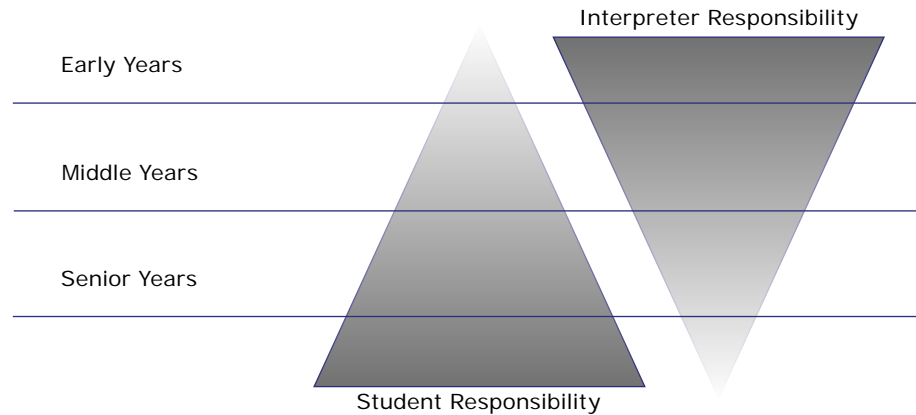 Interpreter Responsibility
Early Years
Middle Years
Senior Years
Student Responsibility